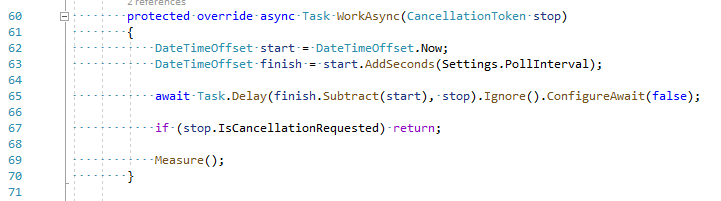 2 references
60 protected override async Task WorkAsync(CancellationToken stop)
61 {
62 DateTimeOffset start = DateTimeOffset.Now;
63 DateTimeOffset finish = start.AddSeconds(Settings.PollInterval);
64
65 await Task.Delay(finish.Subtract(start), stop).Ignore().ConfigureAwait(false);
66
67 if (stop.IsCancellationRequested) return;
68
69 Measure();
70 }
71